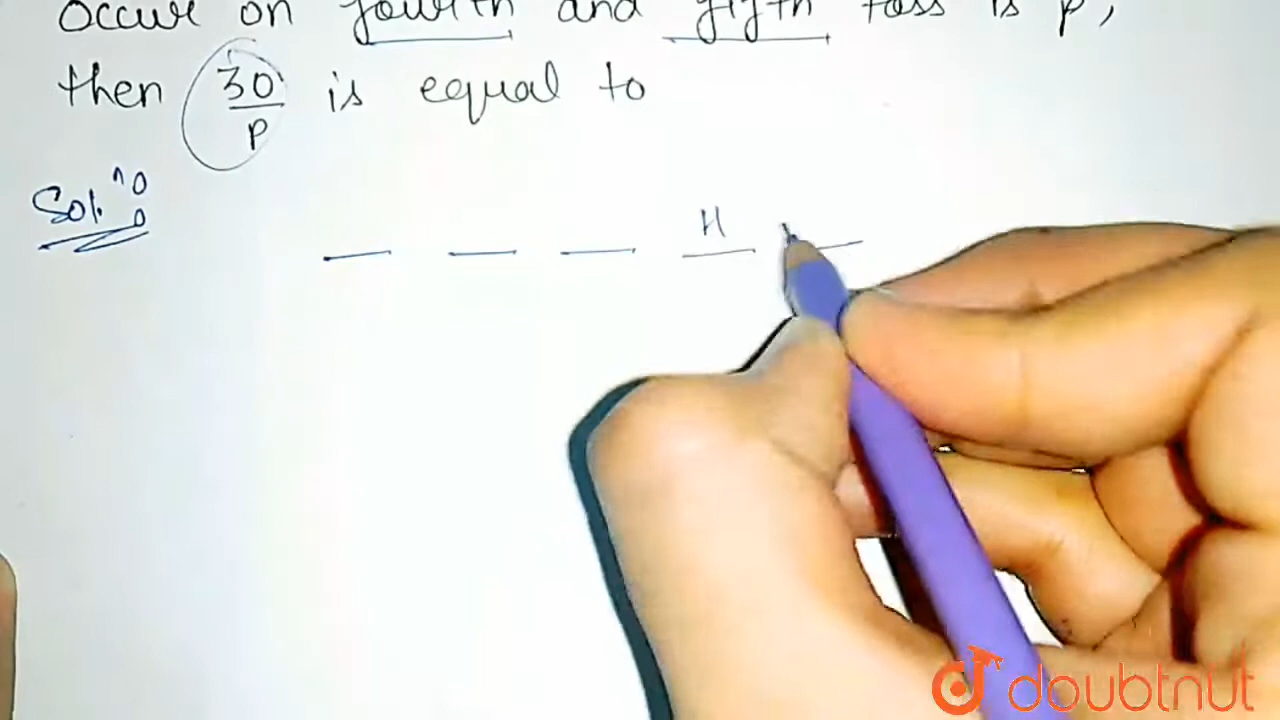 occur on fourth and fifth toss is p,
then 30/p is equal to
Sol.ⁿ:
H
doubtnut